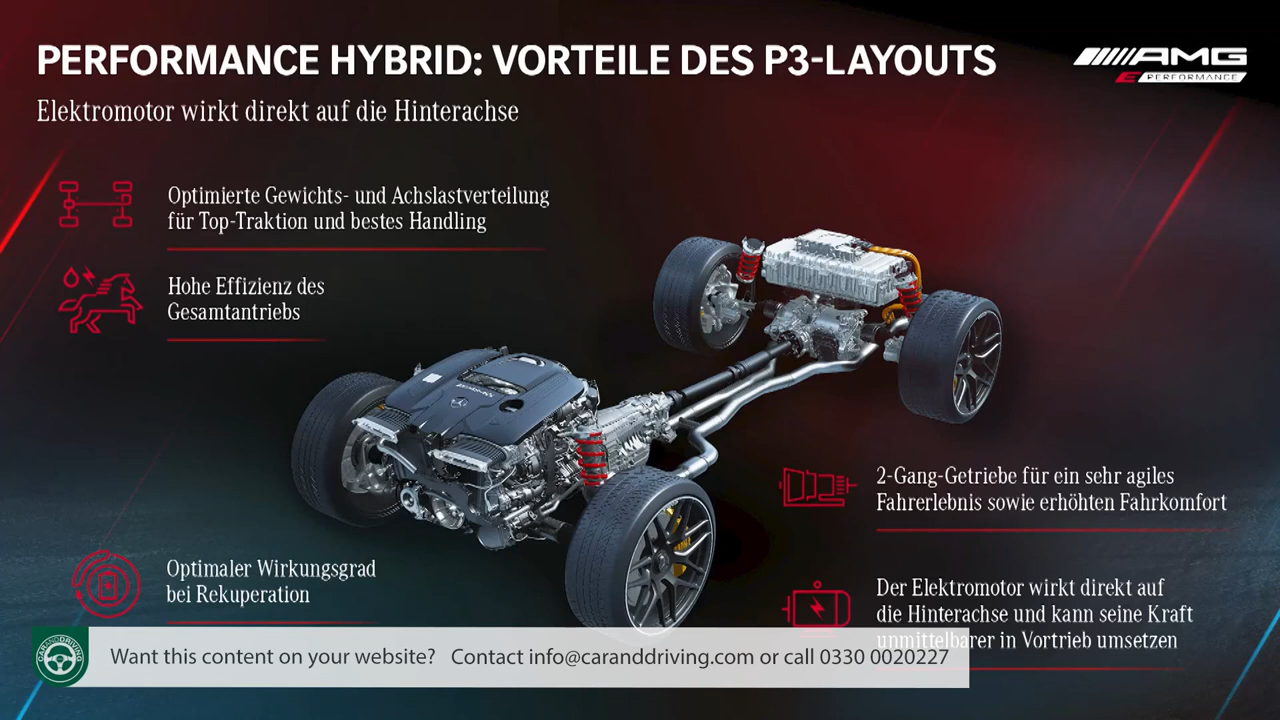 PERFORMANCE HYBRID: VORTEILE DES P3-LAYOUTS
AMG
E PERFORMANCE
Elektromotor wirkt direkt auf die Hinterachse
Optimierte Gewichts- und Achslastverteilung
für Top-Traktion und bestes Handling
Hohe Effizienz des
Gesamtantriebs
2-Gang-Getriebe für ein sehr agiles
Fahrerlebnis sowie erhöhten Fahrkomfort
Optimaler Wirkungsgrad
bei Rekuperation
Der Elektromotor wirkt direkt auf
die Hinterachse und kann seine Kraft
unmittelbarer in Vortrieb umsetzen
CARANDDRIVING
Want this content on your website? Contact info@caranddriving.com or call 0330 0020227